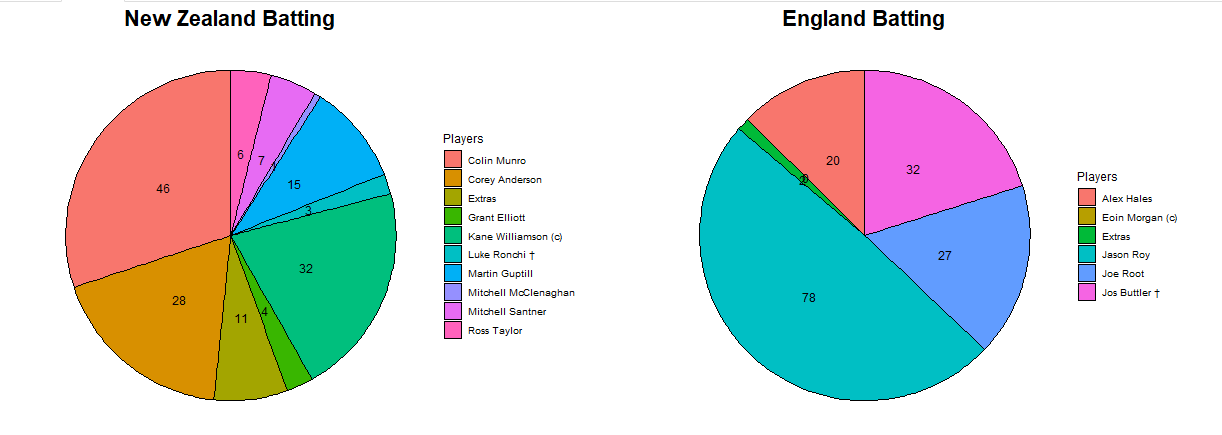 New Zealand Batting
6
7
1
15
3
46
32
28
11
4
Players
Colin Munro
Corey Anderson
Extras
Grant Elliott
Kane Williamson (c)
Luke Ronchi †
Martin Guptill
Mitchell McClenaghan
Mitchell Santner
Ross Taylor
England Batting
20
32
0
2
27
78
Players
Alex Hales
Eoin Morgan (c)
Extras
Jason Roy
Joe Root
Jos Buttler †